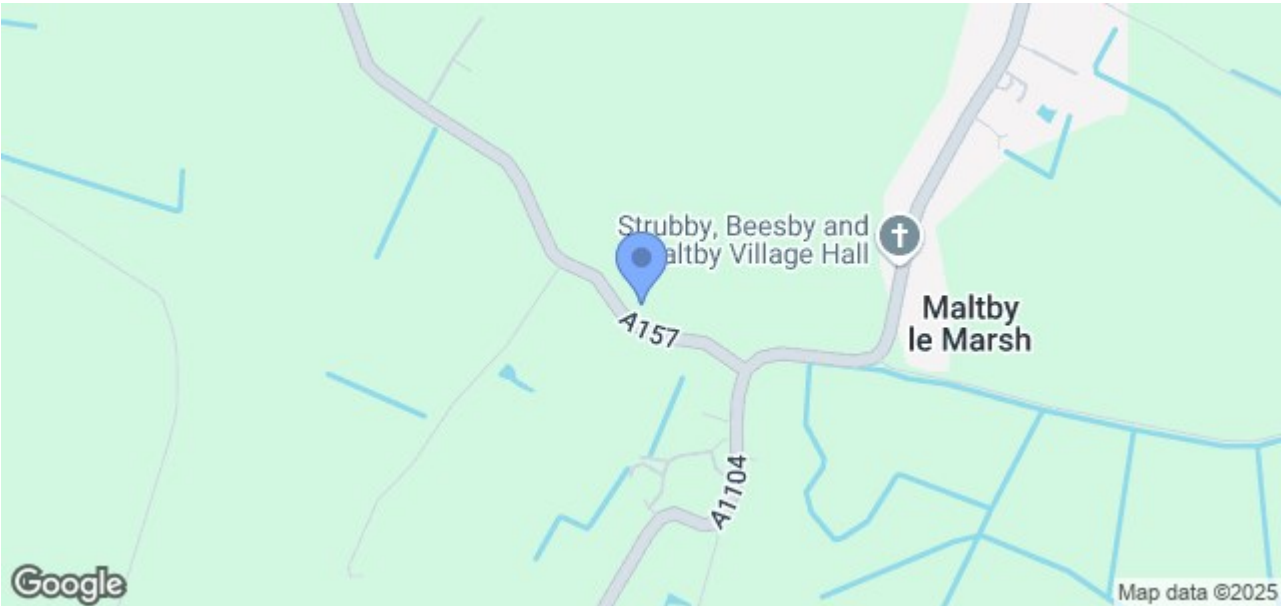 Strubby, Beesby and
altby Village Hall
A157
Maltby
le Marsh
A1104
Google
Map data ©2025